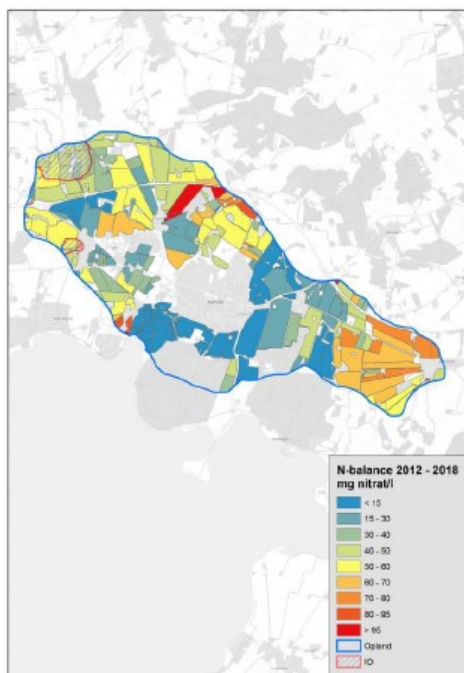 N-balance 2012 - 2018
mg nitrat/l
< 15
15 - 30
30 - 40
40 - 50
50 - 60
60 - 70
70 - 80
80 - 95
> 95
Opland
IO